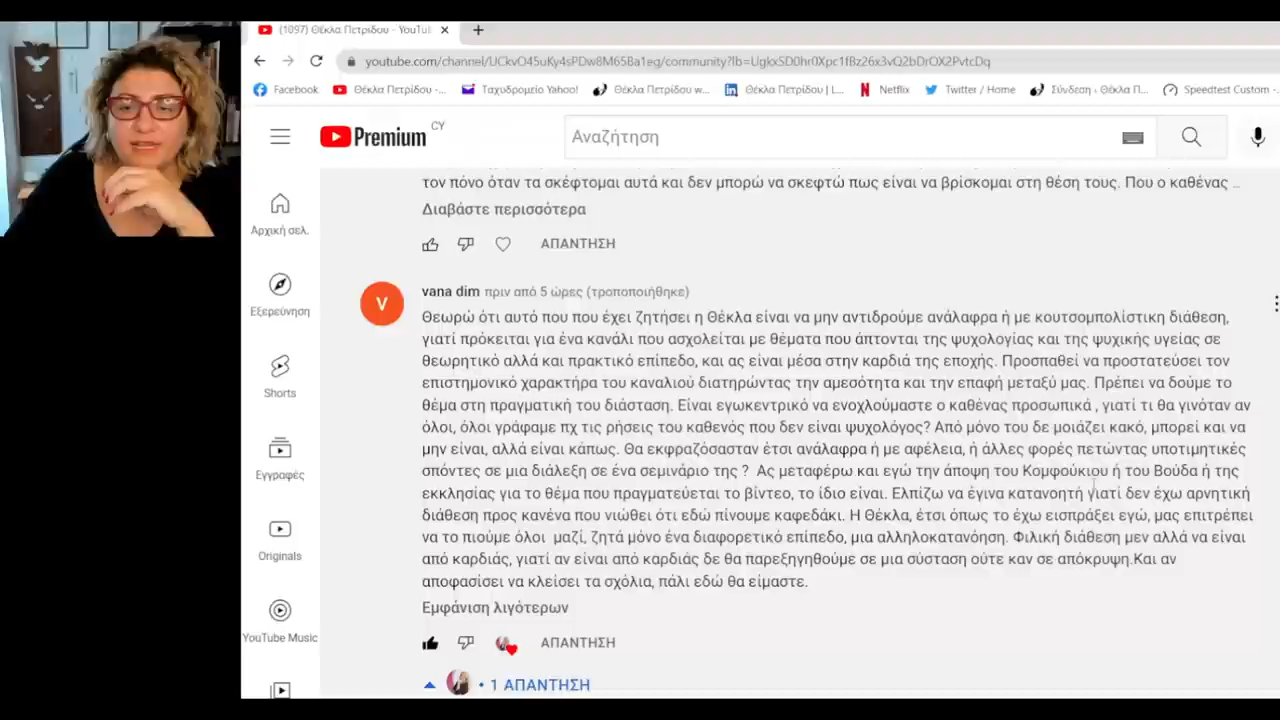 (1097) Θέκλα Πετρίδου - YouTub
youtube.com/channel/UCkvO45uKy4sPDw8M65Ba1eg/community?lb=UgkxSD0hr0Xpc1fBz26x3vQ2bDrOX2PvtcDq
Facebook Θέκλα Πετρίδου -... Ταχυδρομείο Yahoo! Θέκλα Πετρίδου w... Θέκλα Πετρίδου | L... Netflix Twitter / Home Σύνδεση ‹ Θέκλα Π... Speedtest Custom -...
Premium CY
Αναζήτηση
τον πόνο όταν τα σκέφτομαι αυτά και δεν μπορώ να σκεφτώ πως είναι να βρίσκομαι στη θέση τους. Που ο καθένας ...
Διαβάστε περισσότερα
ΑΠΑΝΤΗΣΗ
Αρχική σελ.
Εξερεύνηση
Shorts
Εγγραφές
Originals
YouTube Music
V
vana dim πριν από 5 ώρες (τροποποιήθηκε)
Θεωρώ ότι αυτό που που έχει ζητήσει η Θέκλα είναι να μην αντιδρούμε ανάλαφρα ή με κουτσομπολίστικη διάθεση,
γιατί πρόκειται για ένα κανάλι που ασχολείται με θέματα που άπτονται της ψυχολογίας και της ψυχικής υγείας σε
θεωρητικό αλλά και πρακτικό επίπεδο, και ας είναι μέσα στην καρδιά της εποχής. Προσπαθεί να προστατεύσει τον
επιστημονικό χαρακτήρα του καναλιού διατηρώντας την αμεσότητα και την επαφή μεταξύ μας. Πρέπει να δούμε το
θέμα στη πραγματική του διάσταση. Είναι εγωκεντρικό να ενοχλούμαστε ο καθένας προσωπικά , γιατί τι θα γινόταν αν
όλοι, όλοι γράφαμε πχ τις ρήσεις του καθενός που δεν είναι ψυχολόγος? Από μόνο του δε μοιάζει κακό, μπορεί και να
μην είναι, αλλά είναι κάπως. Θα εκφραζόσασταν έτσι ανάλαφρα ή με αφέλεια, ή άλλες φορές πετώντας υποτιμητικές
σπόντες σε μια διάλεξη σε ένα σεμινάριο της ? Ας μεταφέρω και εγώ την άποψη του Κομφούκιου ή του Βούδα ή της
εκκλησίας για το θέμα που πραγματεύεται το βίντεο, το ίδιο είναι. Ελπίζω να έγινα κατανοητή γιατί δεν έχω αρνητική
διάθεση προς κανένα που νιώθει ότι εδώ πίνουμε καφεδάκι. Η Θέκλα, έτσι όπως το έχω εισπράξει εγώ, μας επιτρέπει
να το πιούμε όλοι μαζί, ζητά μόνο ένα διαφορετικό επίπεδο, μια αλληλοκατανόηση. Φιλική διάθεση μεν αλλά να είναι
από καρδιάς, γιατί αν είναι από καρδιάς δε θα παρεξηγηθούμε σε μια σύσταση ούτε καν σε απόκρυψη.Και αν
αποφασίσει να κλείσει τα σχόλια, πάλι εδώ θα είμαστε.
Εμφάνιση λιγότερων
ΑΠΑΝΤΗΣΗ
• 1 ΑΠΑΝΤΗΣΗ